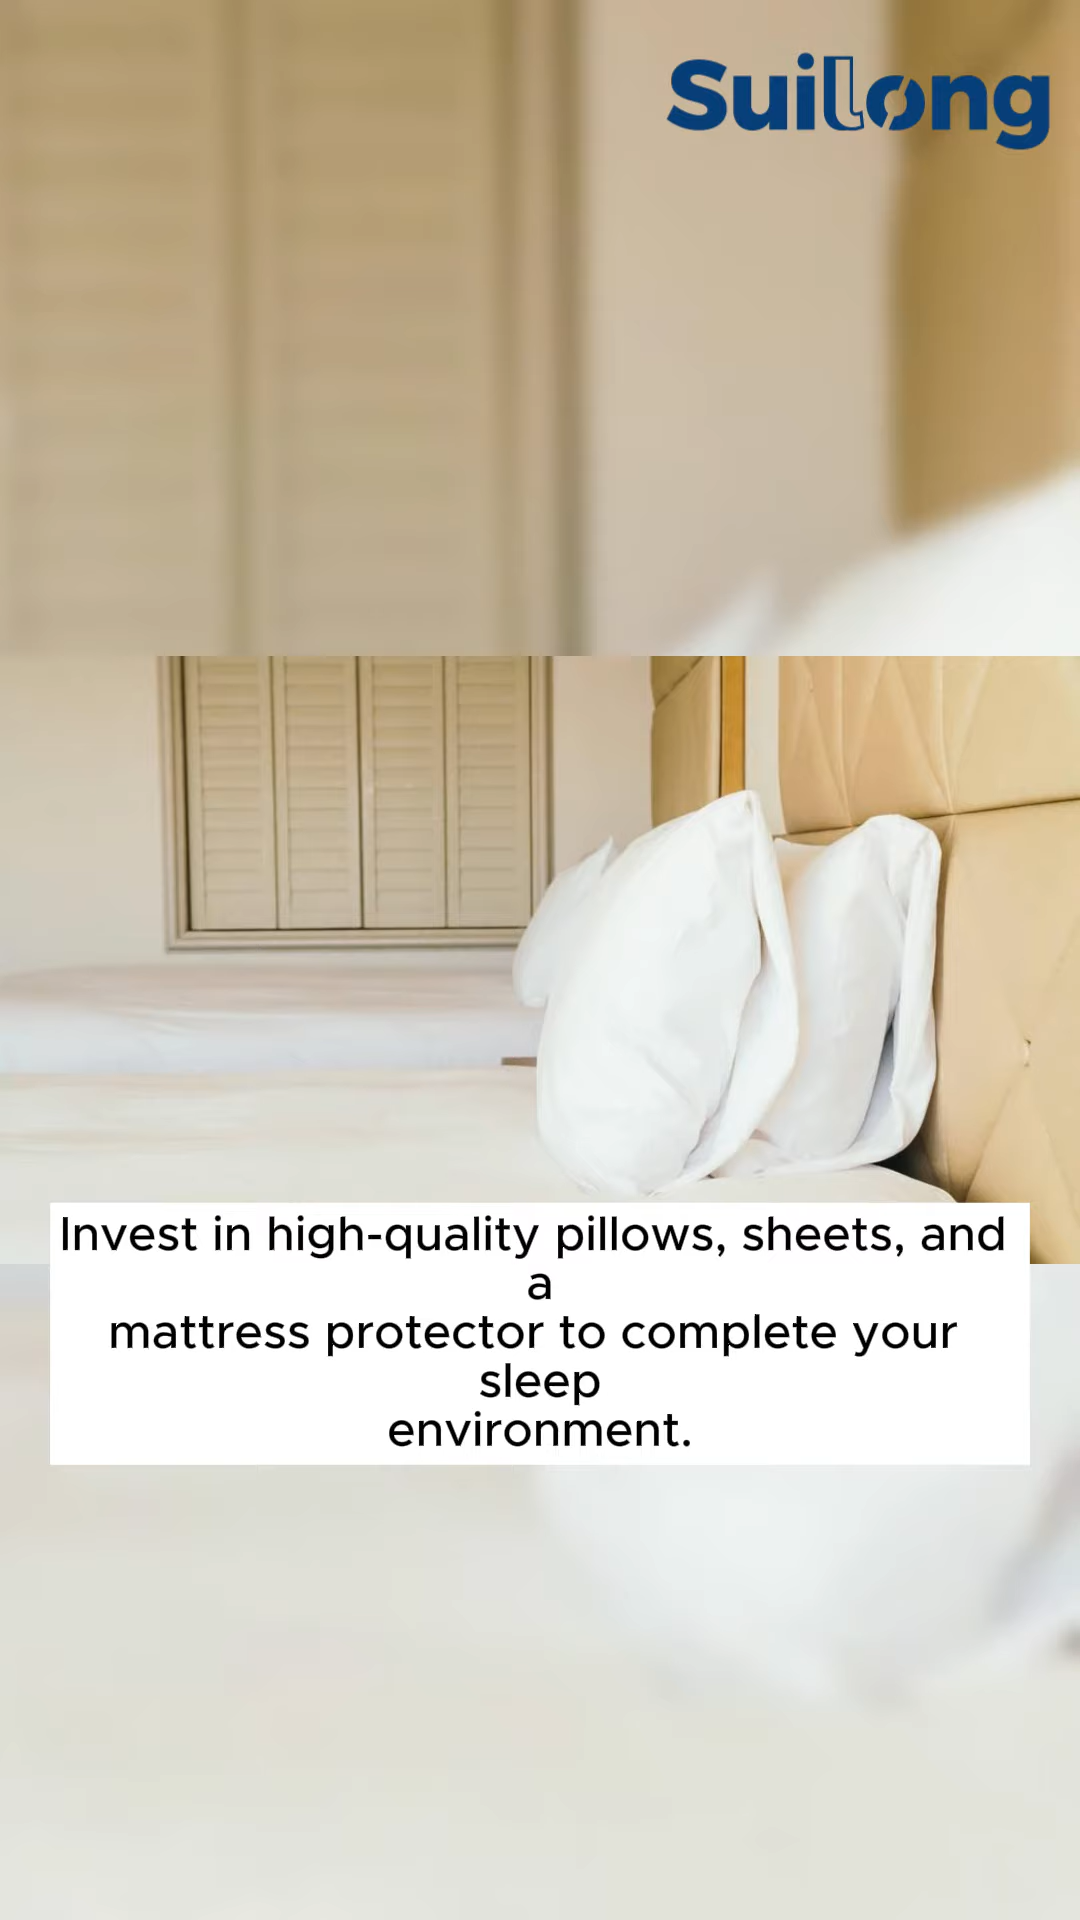 Suilong
Invest in high-quality pillows, sheets, and
a
mattress protector to complete your
sleep
environment.